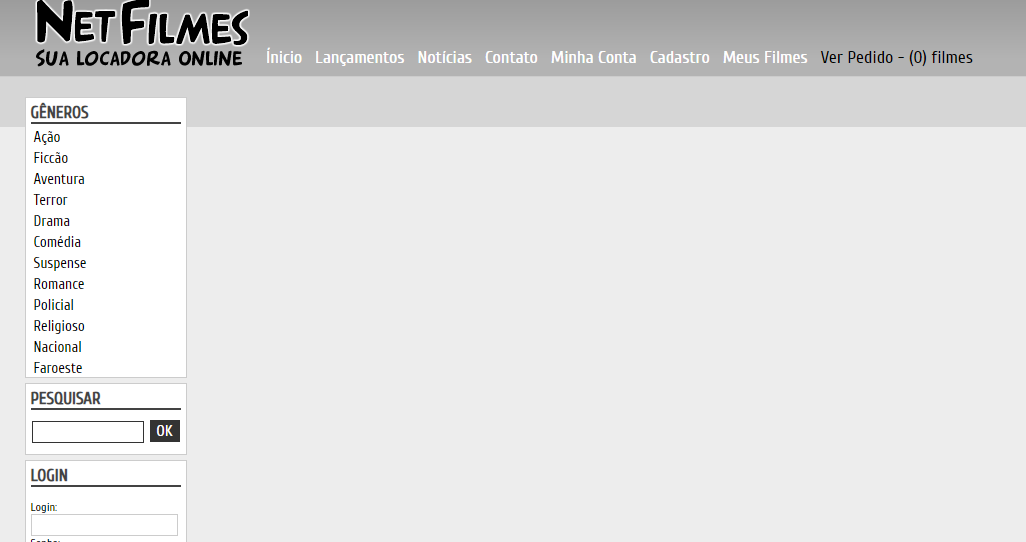 NETFILMES
SUA LOCADORA ONLINE
Ínicio Lançamentos Notícias Contato Minha Conta Cadastro Meus Filmes Ver Pedido - (0) filmes
GÊNEROS
Ação
Ficcão
Aventura
Terror
Drama
Comédia
Suspense
Romance
Policial
Religioso
Nacional
Faroeste
PESQUISAR
OK
LOGIN
Login: